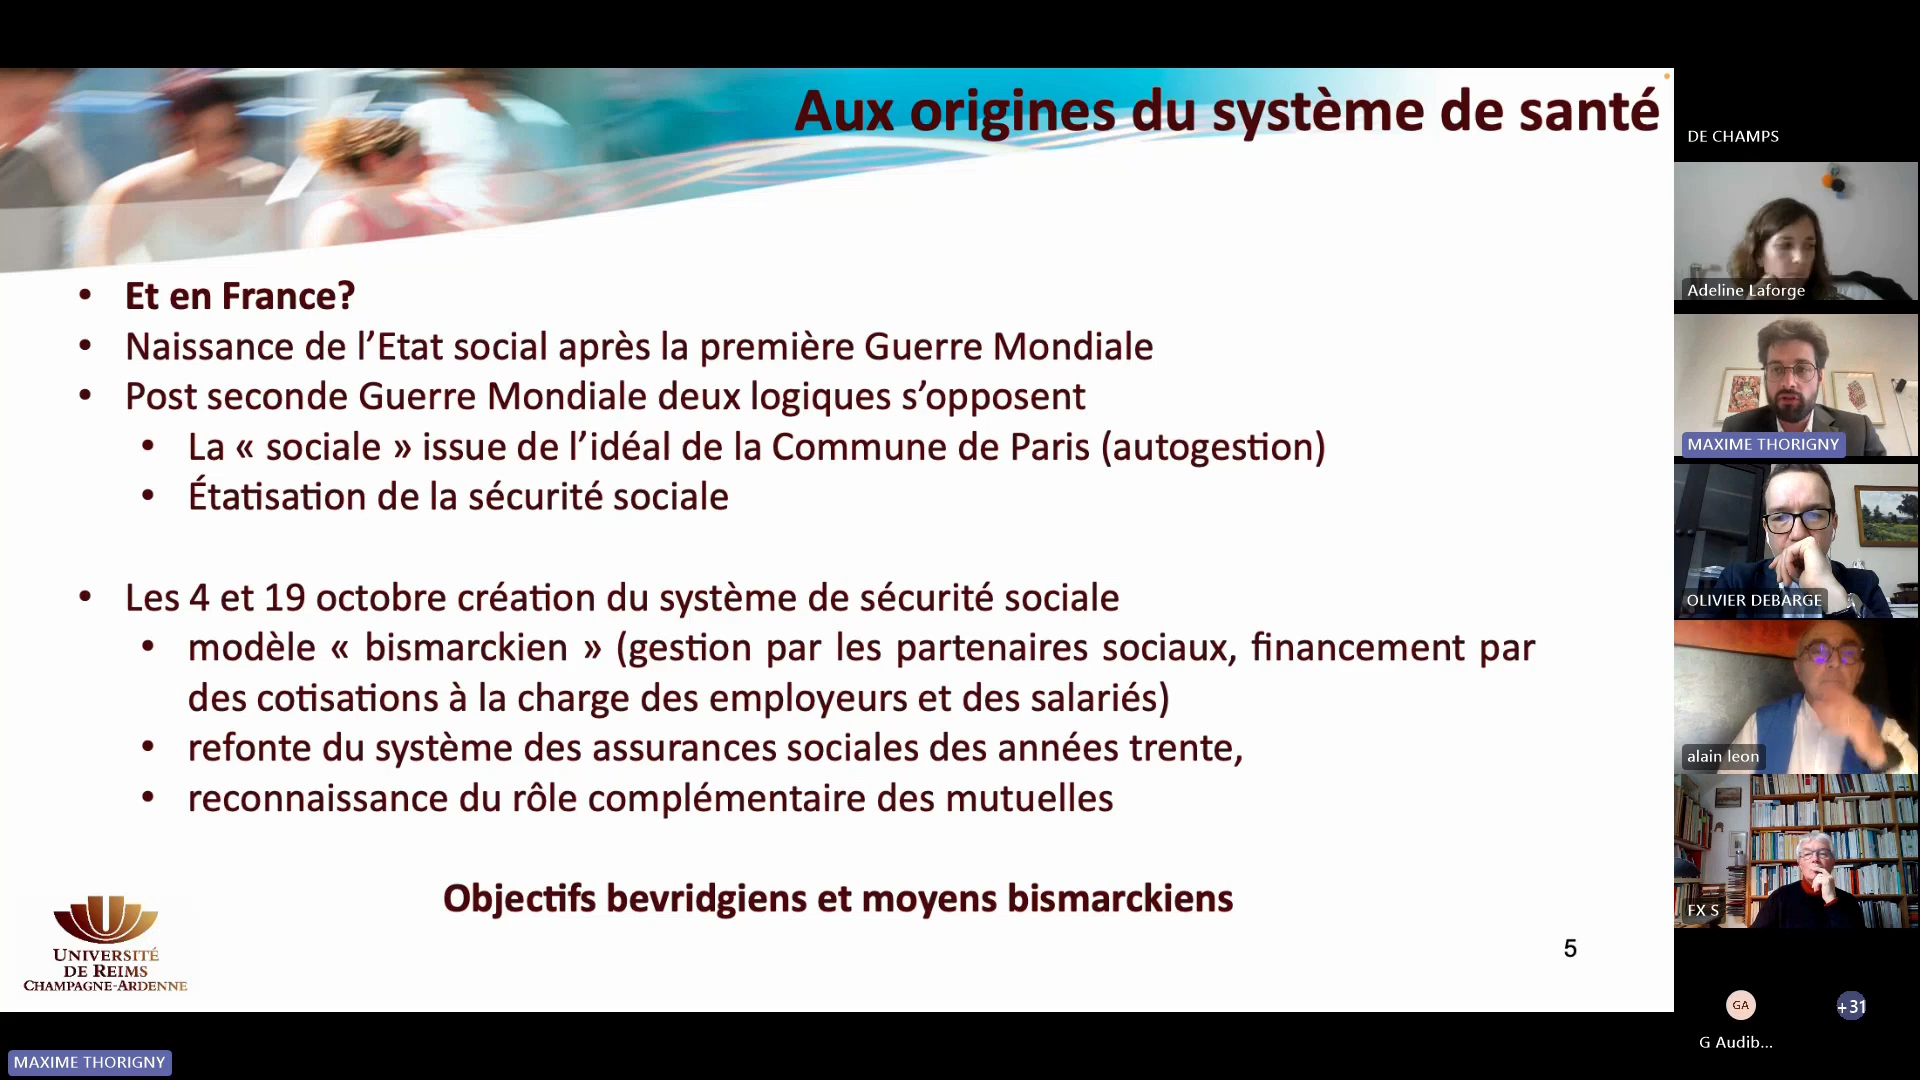 Aux origines du système de santé
• Et en France?
• Naissance de l’Etat social après la première Guerre Mondiale
• Post seconde Guerre Mondiale deux logiques s’opposent
• La « sociale » issue de l’idéal de la Commune de Paris (autogestion)
• Étatisation de la sécurité sociale
• Les 4 et 19 octobre création du système de sécurité sociale
• modèle « bismarckien » (gestion par les partenaires sociaux, financement par
des cotisations à la charge des employeurs et des salariés)
• refonte du système des assurances sociales des années trente,
• reconnaissance du rôle complémentaire des mutuelles
Objectifs bevridgiens et moyens bismarckiens
5
UNIVERSITÉ
DE REIMS
CHAMPAGNE-ARDENNE
MAXIME THORIGNY
DE CHAMPS
Adeline Laforge
MAXIME THORIGNY
OLIVIER DEBARGE
alain leon
FX S
GA
+31
G Audib...